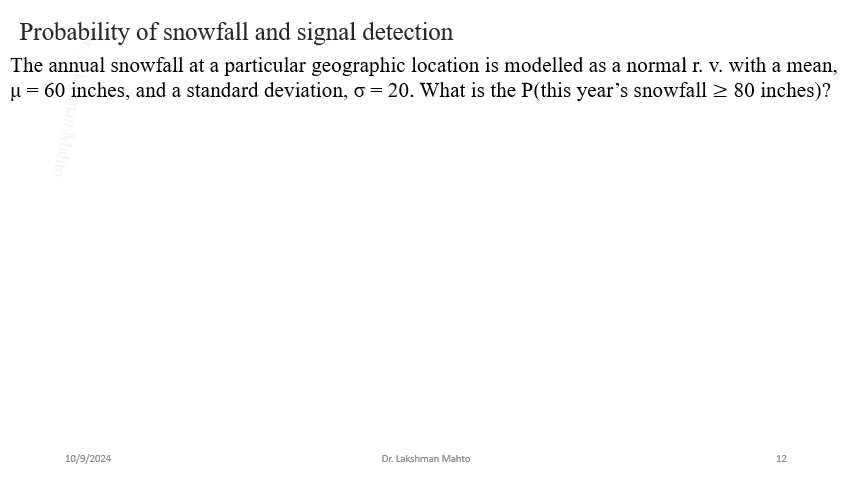 Probability of snowfall and signal detection
The annual snowfall at a particular geographic location is modelled as a normal r. v. with a mean,
μ = 60 inches, and a standard deviation, σ = 20. What is the P(this year’s snowfall ≥ 80 inches)?
man Mahto
10/9/2024
Dr. Lakshman Mahto
12